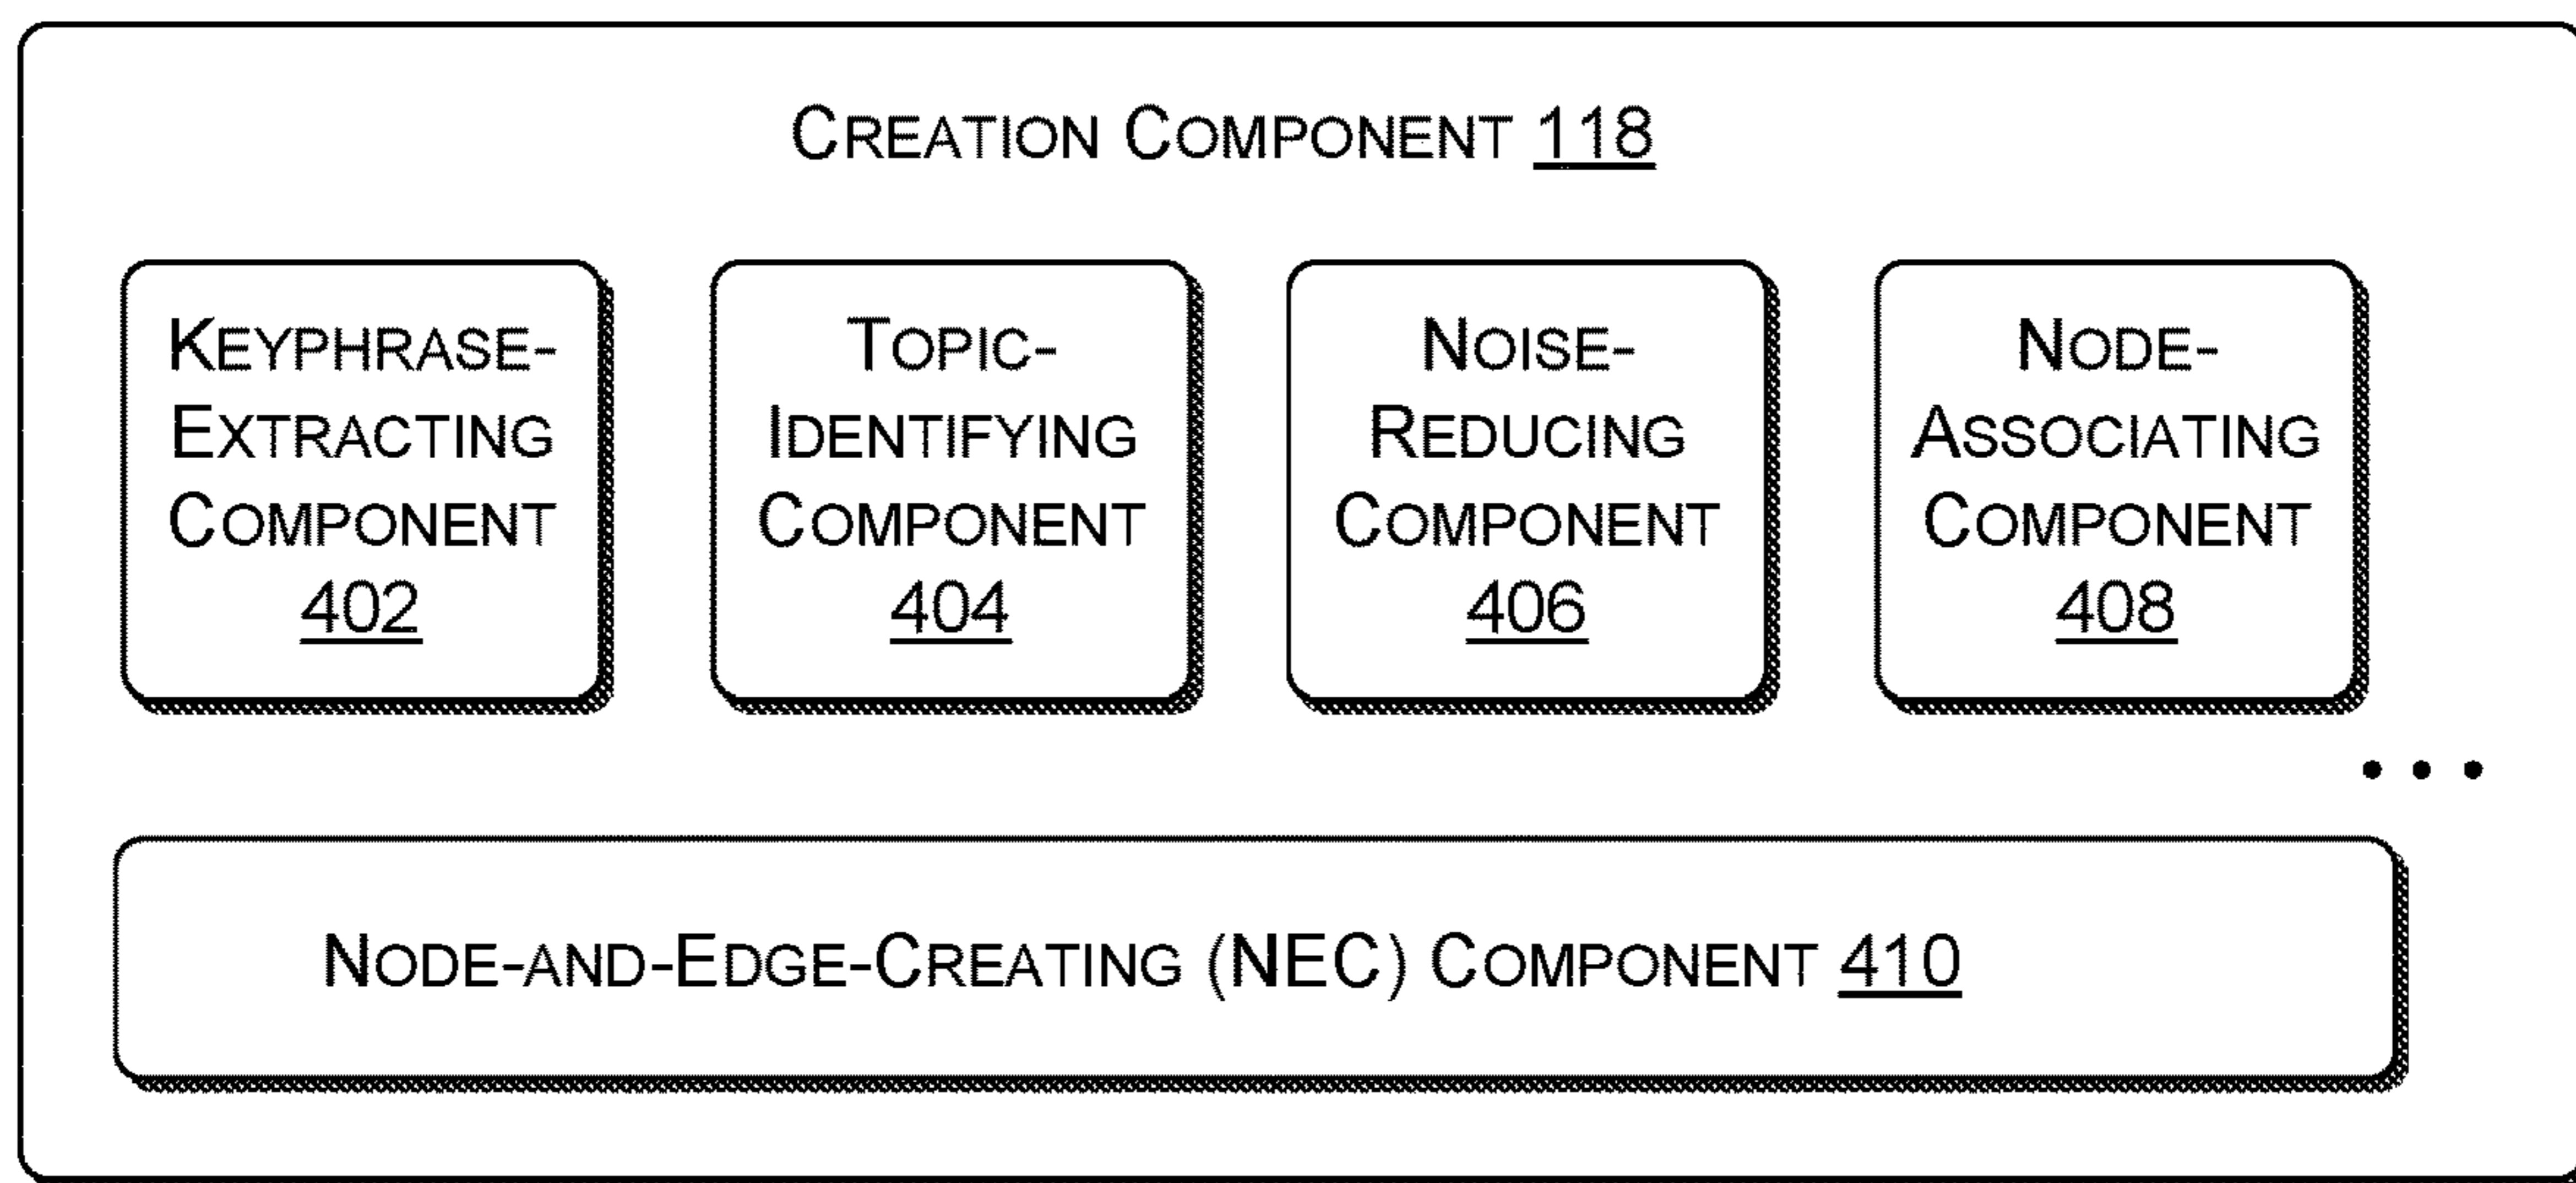 CREATION COMPONENT 118
KEYPHRASE-
EXTRACTING
COMPONENT
402
TOPIC-
IDENTIFYING
COMPONENT
404
NOISE-
REDUCING
COMPONENT
406
NODE-
ASSOCIATING
COMPONENT
408
• • •
NODE-AND-EDGE-CREATING (NEC) COMPONENT 410